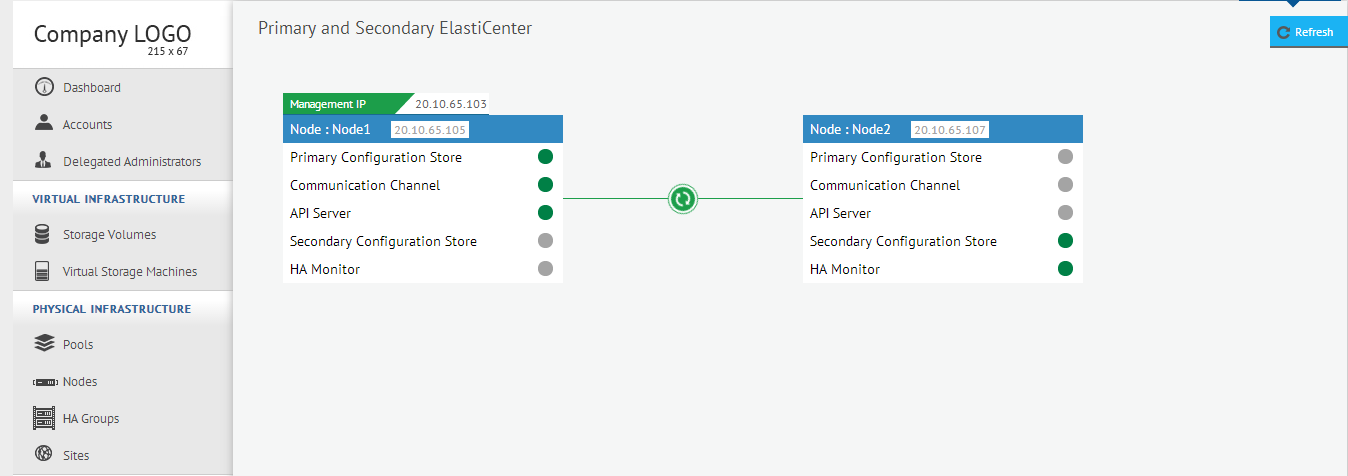 Company LOGO
215 x 67
Dashboard
Accounts
Delegated Administrators
VIRTUAL INFRASTRUCTURE
Storage Volumes
Virtual Storage Machines
PHYSICAL INFRASTRUCTURE
Pools
Nodes
HA Groups
Sites
Primary and Secondary ElastiCenter
Refresh
Management IP 20.10.65.103
Node : Node1 20.10.65.105
Primary Configuration Store
Communication Channel
API Server
Secondary Configuration Store
HA Monitor
Node : Node2 20.10.65.107
Primary Configuration Store
Communication Channel
API Server
Secondary Configuration Store
HA Monitor